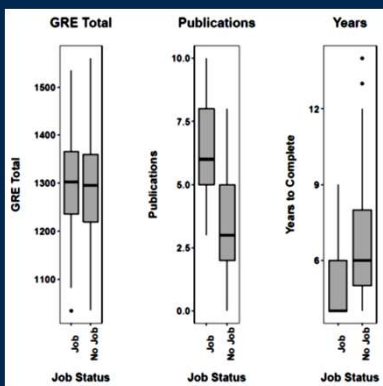 GRE Total
GRE Total
1500
1400
1300
1200
1100
Job
No Job
Job Status
Publications
Publications
10.0
7.5
5.0
2.5
0.0
Job
No Job
Job Status
Years
Years to Complete
12
9
6
Job
No Job
Job Status